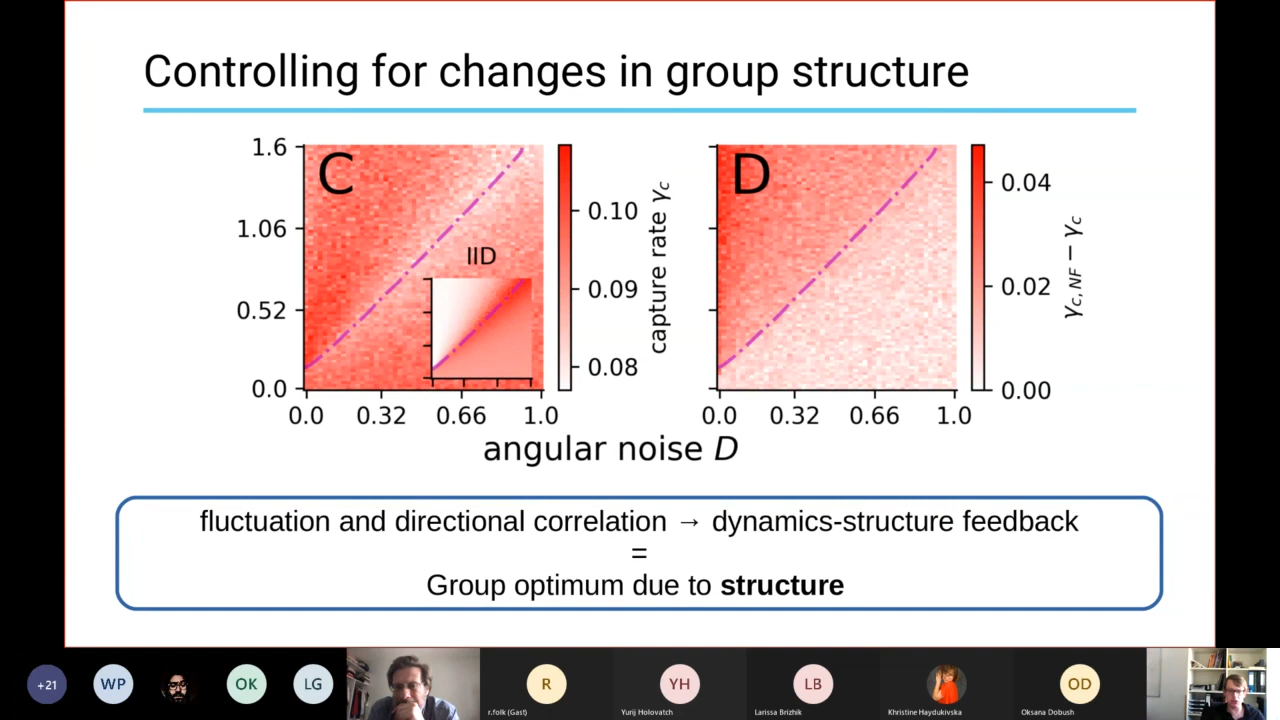 Controlling for changes in group structure
1.6
1.06
0.52
0.0
C
IID
0.0 0.32 0.66 1.0
0.10
0.09
0.08
capture rate γc
D
0.0 0.32 0.66 1.0
0.04
0.02
0.00
γc,NF − γc
angular noise D
fluctuation and directional correlation → dynamics-structure feedback
=
Group optimum due to structure
+21
WP
OK
LG
R
r.folk (Gast)
YH
Yurij Holovatch
LB
Larissa Brizhik
Khristine Haydukivska
OD
Oksana Dobush